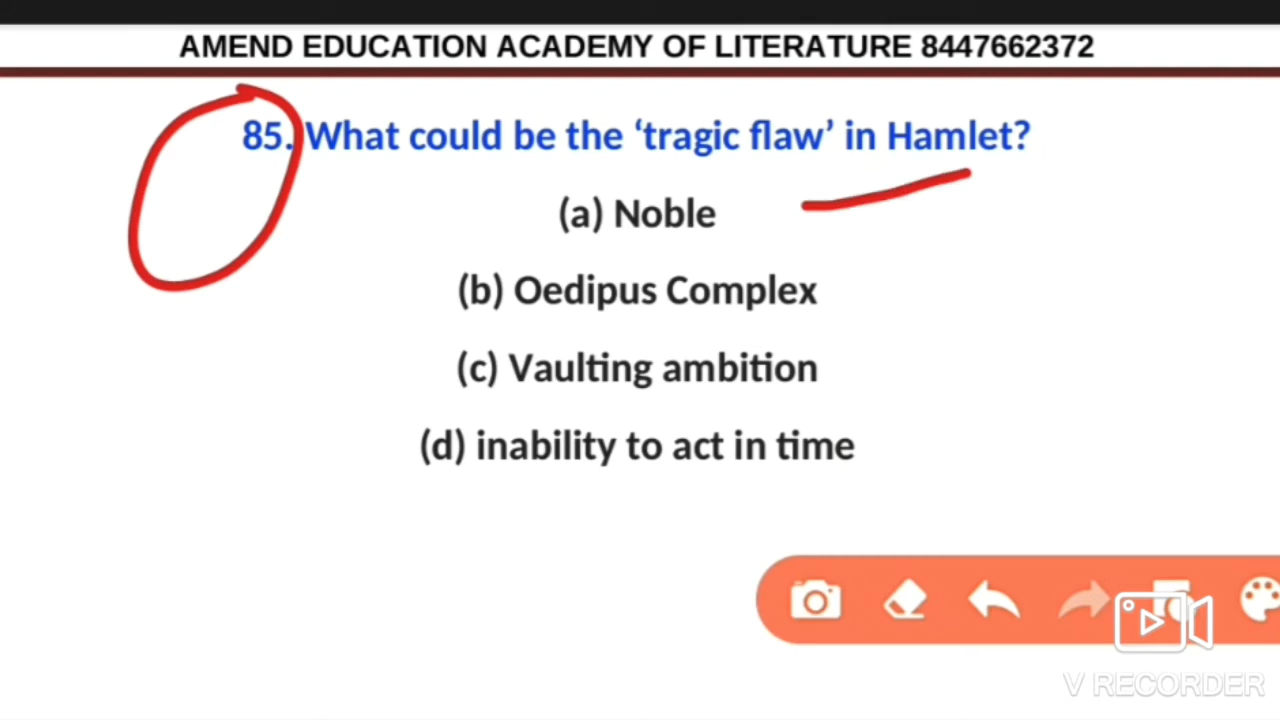 AMEND EDUCATION ACADEMY OF LITERATURE 8447662372
85. What could be the ‘tragic flaw’ in Hamlet?
(a) Noble
(b) Oedipus Complex
(c) Vaulting ambition
(d) inability to act in time
V RECORDER